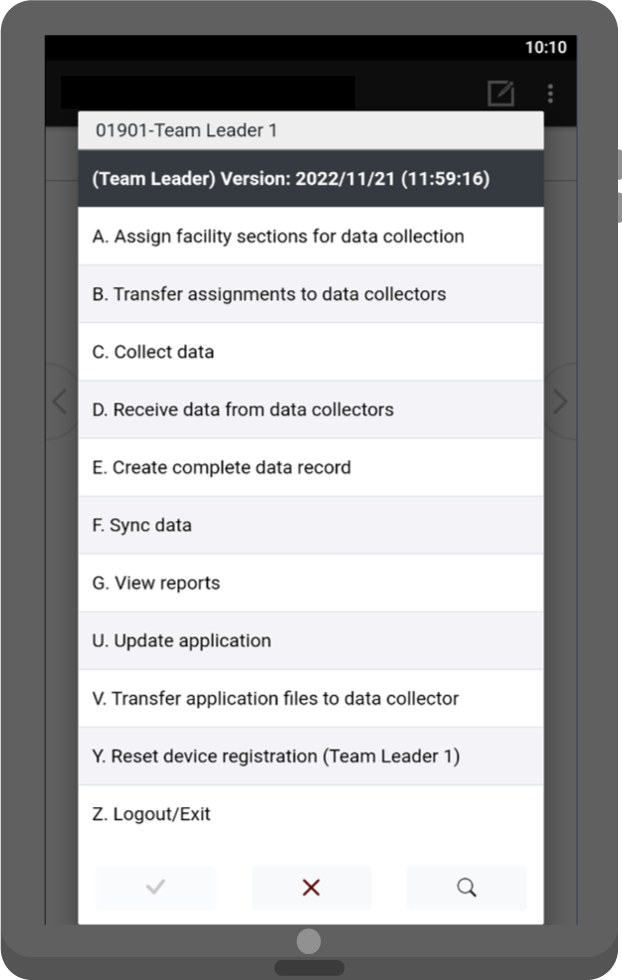 10:10
01901-Team Leader 1
(Team Leader) Version: 2022/11/21 (11:59:16)
A. Assign facility sections for data collection
B. Transfer assignments to data collectors
C. Collect data
D. Receive data from data collectors
E. Create complete data record
F. Sync data
G. View reports
U. Update application
V. Transfer application files to data collector
Y. Reset device registration (Team Leader 1)
Z. Logout/Exit